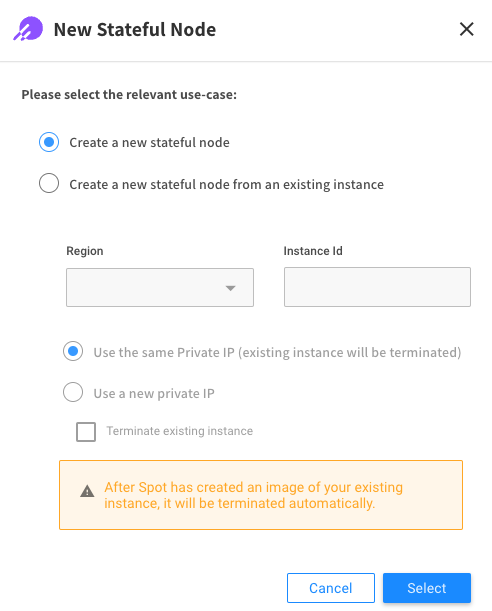 New Stateful Node
Please select the relevant use-case:
Create a new stateful node
Create a new stateful node from an existing instance
Region
Instance Id
Use the same Private IP (existing instance will be terminated)
Use a new private IP
Terminate existing instance
After Spot has created an image of your existing
instance, it will be terminated automatically.
Cancel
Select